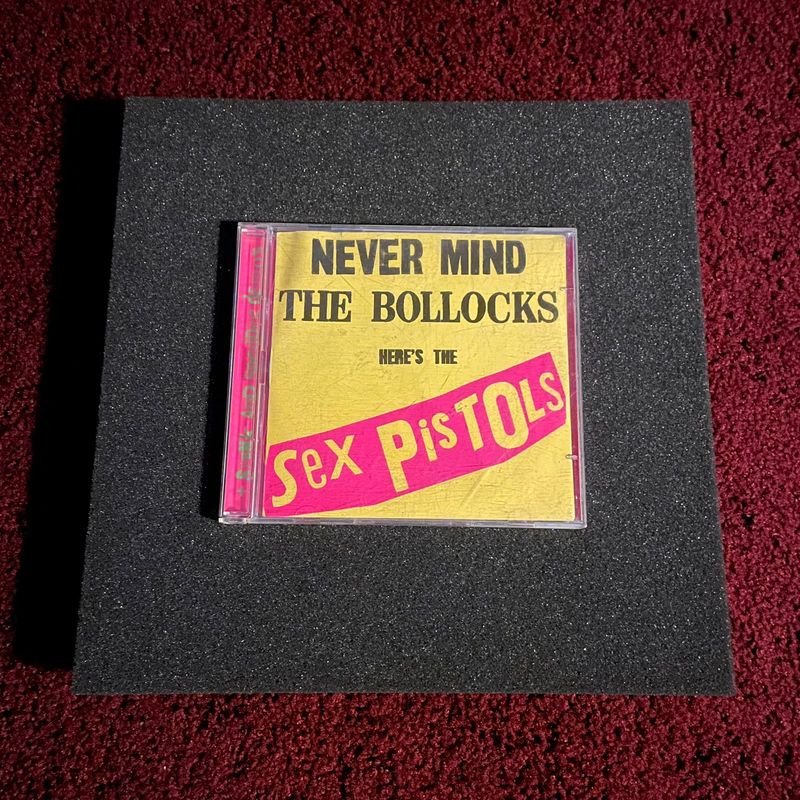 NEVER MIND
THE BOLLOCKS
HERE'S THE
Sex PisTOLs